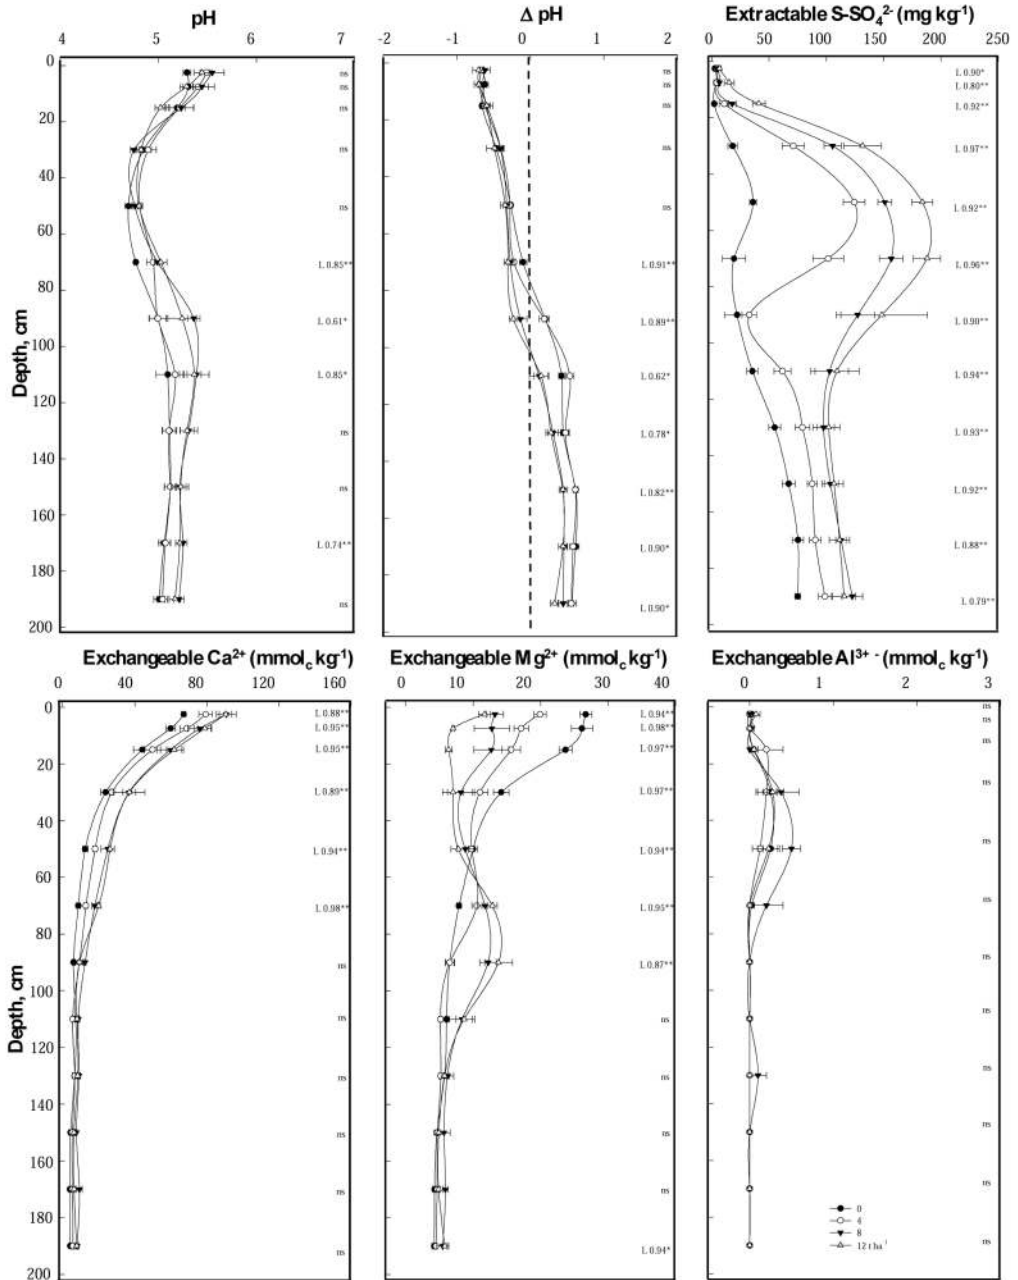 pH
4 5 6 7
Δ pH
-2 -1 0 1 2
Extractable S-SO₄²⁻ (mg kg⁻¹)
0 50 100 150 200 250
Depth, cm
0
20
40
60
80
100
120
140
160
180
200
ns
ns
ns
ns
ns
L 0.85**
L 0.61*
L 0.85*
ns
ns
L 0.74**
ns
ns
ns
ns
ns
ns
L 0.91**
L 0.89**
L 0.62*
L 0.78*
L 0.82**
L 0.90*
L 0.90*
L 0.90*
L 0.80**
L 0.92**
L 0.97**
L 0.92**
L 0.96**
L 0.98**
L 0.94**
L 0.93**
L 0.92**
L 0.88**
L 0.79**
Exchangeable Ca²⁺ (mmol꜀ kg⁻¹)
0 40 80 120 160
Exchangeable Mg²⁺ (mmol꜀ kg⁻¹)
0 10 20 30 40
Exchangeable Al³⁺ ⁻ (mmol꜀ kg⁻¹)
0 1 2 3
Depth, cm
0
20
40
60
80
100
120
140
160
180
200
L 0.88**
L 0.95**
L 0.95**
L 0.89**
L 0.94**
L 0.98**
ns
ns
ns
ns
ns
ns
L 0.94**
L 0.98**
L 0.97**
L 0.97**
L 0.94**
L 0.95**
L 0.87**
ns
ns
ns
ns
L 0.94*
ns
ns
ns
ns
ns
ns
ns
ns
ns
ns
ns
ns
0
4
8
12 t ha⁻¹